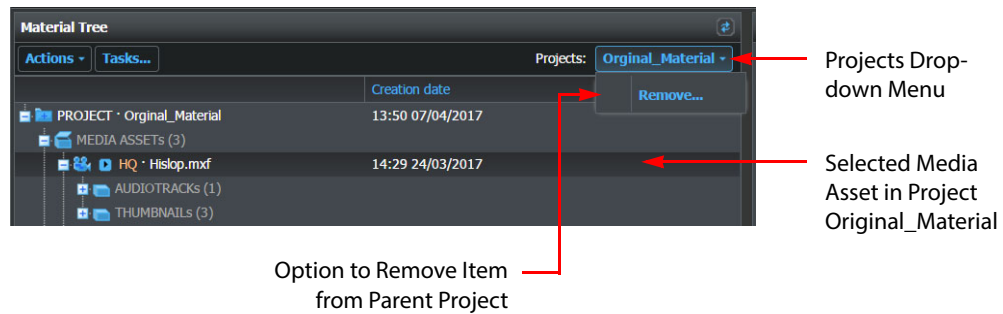 Material Tree
Actions Tasks... Projects: Orginal_Material
Remove...
Creation date
PROJECT · Orginal_Material 13:50 07/04/2017
MEDIA ASSETs (3)
HQ · Hislop.mxf 14:29 24/03/2017
AUDIOTRACKs (1)
THUMBNAILs (3)
Projects Drop-
down Menu
Selected Media
Asset in Project
Original_Material
Option to Remove Item
from Parent Project